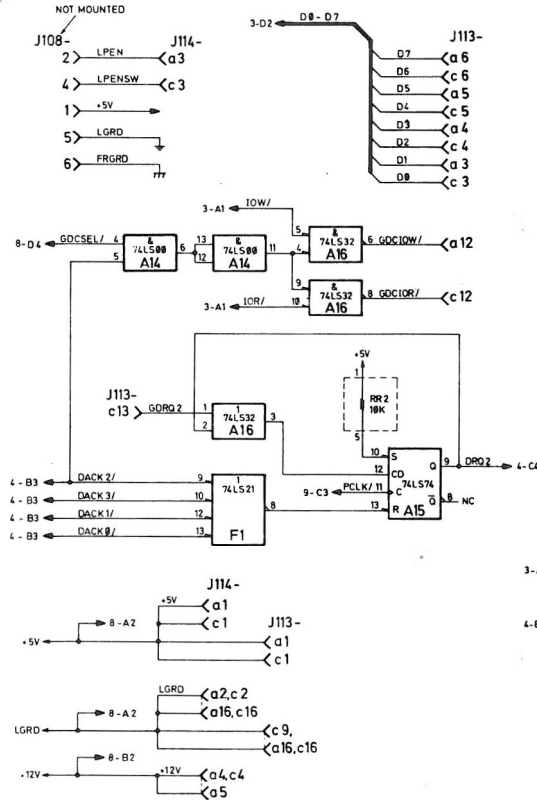 NOT MOUNTED
J108- J114-
2 LPEN a3
4 LPENSW c3
1 +5V
5 LGRD
6 FRGRD
3-D2 D0-D7
J113-
D7 a6
D6 c6
D5 a5
D4 c5
D3 a4
D2 c4
D1 a3
D0 c3
3-A1 IOW/
8-D4 GDCSEL/ 4 & 6 13 & 11 5 & 6 GDCIOW/ a12
5 74LS00 12 74LS00 4 74LS32
A14 A14 A16
9 & 8 GDCIOR/ c12
3-A1 IOR/ 10 74LS32
A16
+5V
1
RR2
10K
5
J113-
c13 GDRQ2 1 1 3
2 74LS32
A16
10 S Q 9 DRQ2 4-C4
12 CD 74LS74
9-C3 PCLK/ 11 C Q 8 NC
13 R A15
4-B3 DACK2/ 9 1
4-B3 DACK3/ 10 74LS21 8
4-B3 DACK1/ 12
4-B3 DACK0/ 13 F1
J114-
+5V a1
8-A2 c1 J113-
+5V a1
c1
3-
4-
LGRD a2,c2
8-A2 a16,c16
LGRD c9,
8-B2 a16,c16
+12V +12V a4,c4
a5